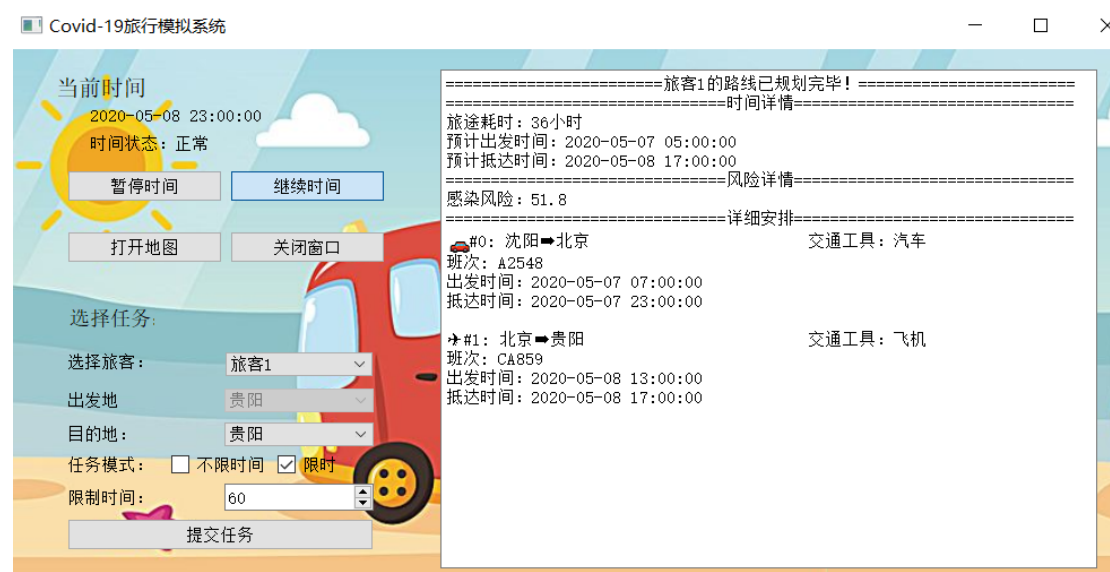 Covid-19旅行模拟系统
当前时间
2020-05-08 23:00:00
时间状态：正常
暂停时间 继续时间
打开地图 关闭窗口
选择任务：
选择旅客： 旅客1
出发地 贵阳
目的地： 贵阳
任务模式： 不限时间 限时
限制时间： 60
提交任务
========================旅客1的路线已规划完毕！========================
===============================时间详情===============================
旅途耗时：36小时
预计出发时间：2020-05-07 05:00:00
预计抵达时间：2020-05-08 17:00:00
===============================风险详情===============================
感染风险：51.8
===============================详细安排===============================
🚗#0: 沈阳➡北京 交通工具：汽车
班次：A2548
出发时间：2020-05-07 07:00:00
抵达时间：2020-05-07 23:00:00
✈#1: 北京➡贵阳 交通工具：飞机
班次：CA859
出发时间：2020-05-08 13:00:00
抵达时间：2020-05-08 17:00:00